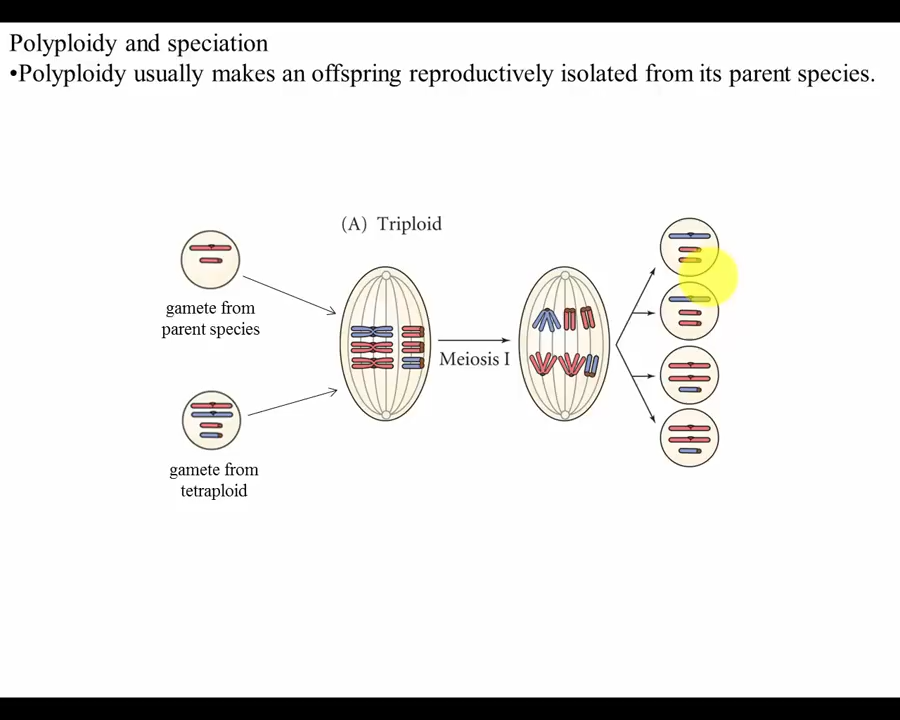 Polyploidy and speciation
•Polyploidy usually makes an offspring reproductively isolated from its parent species.
(A) Triploid
gamete from
parent species
Meiosis I
gamete from
tetraploid